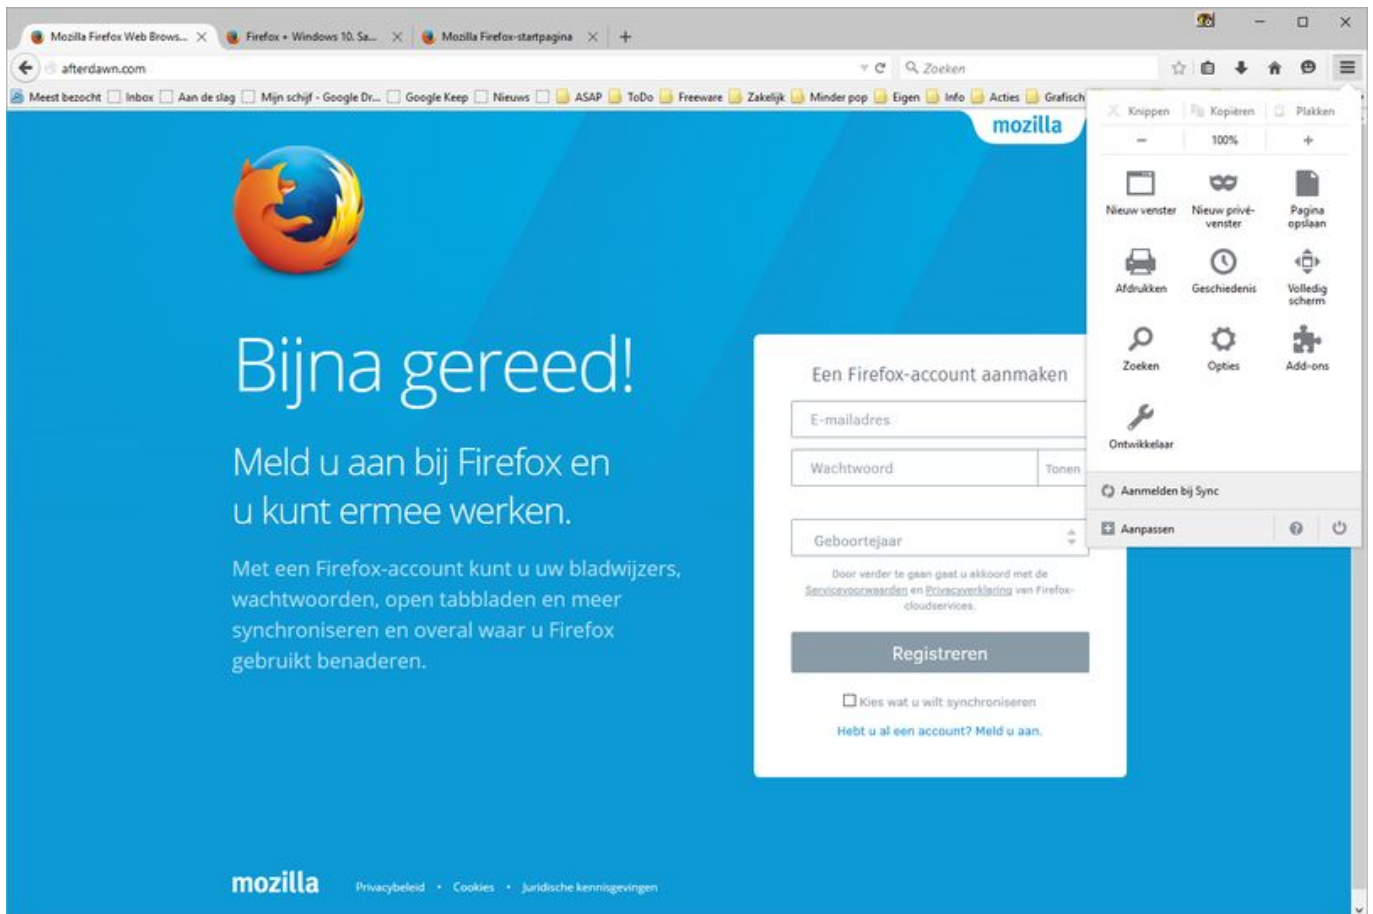 Mozilla Firefox Web Brows... Firefox + Windows 10. Sa... Mozilla Firefox-startpagina
afterdawn.com Zoeken
Meest bezocht Inbox Aan de slag Mijn schijf - Google Dr... Google Keep Nieuws ASAP ToDo Freeware Zakelijk Minder pop Eigen Info Acties Grafisch
mozilla
Knippen Kopiëren Plakken
− 100% +
Nieuw venster
Nieuw privé-
venster
Pagina
opslaan
Afdrukken
Geschiedenis
Volledig
scherm
Zoeken
Opties
Add-ons
Ontwikkelaar
Aanmelden bij Sync
Aanpassen
Bijna gereed!
Meld u aan bij Firefox en
u kunt ermee werken.
Met een Firefox-account kunt u uw bladwijzers,
wachtwoorden, open tabbladen en meer
synchroniseren en overal waar u Firefox
gebruikt benaderen.
Een Firefox-account aanmaken
E-mailadres
Wachtwoord Tonen
Geboortejaar
Door verder te gaan gaat u akkoord met de
Servicevoorwaarden en Privacyverklaring van Firefox-
cloudservices.
Registreren
Kies wat u wilt synchroniseren
Hebt u al een account? Meld u aan.
mozilla Privacybeleid • Cookies • Juridische kennisgevingen